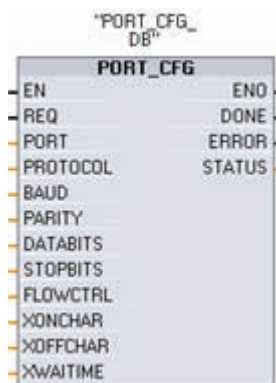 "PORT_CFG_
DB"
PORT_CFG
EN ENO
REQ DONE
PORT ERROR
PROTOCOL STATUS
BAUD
PARITY
DATABITS
STOPBITS
FLOWCTRL
XONCHAR
XOFFCHAR
XWAITIME